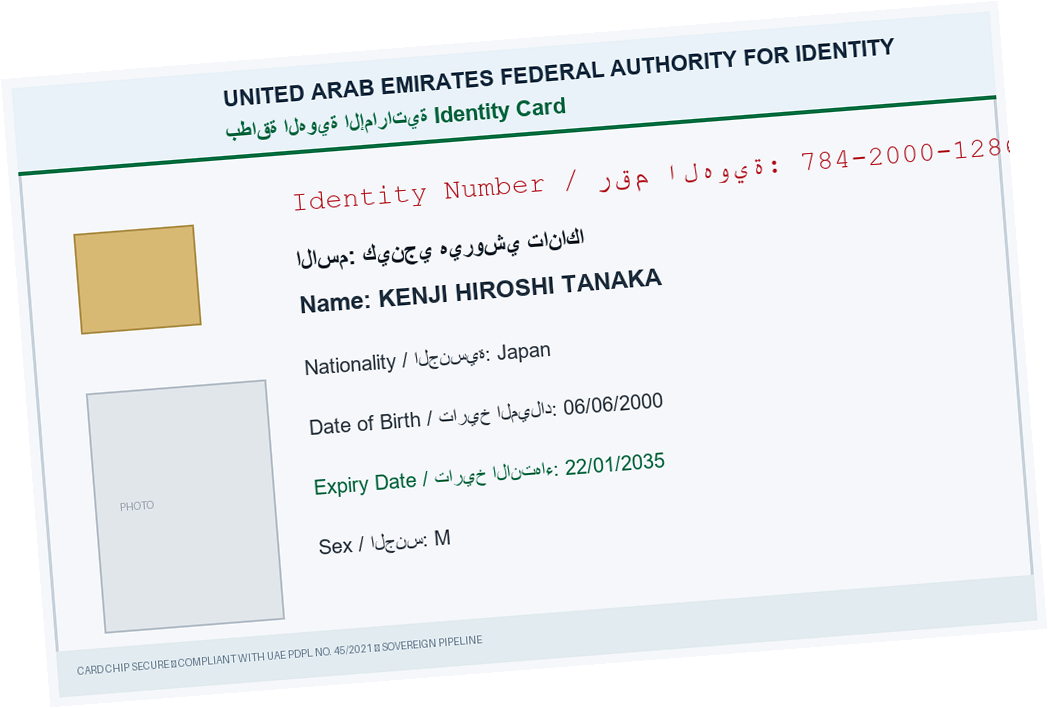 UNITED ARAB EMIRATES FEDERAL AUTHORITY FOR IDENTITY
بطاقة الهوية الإماراتية Identity Card
Identity Number / رقم الهوية: 784-2000-128
الاسم: كينجي هيروشي تاناكا
Name: KENJI HIROSHI TANAKA
Nationality / الجنسية: Japan
Date of Birth / تاريخ الميلاد: 06/06/2000
Expiry Date / تاريخ الانتهاء: 22/01/2035
Sex / الجنس: M
PHOTO
CARD CHIP SECURE COMPLIANT WITH UAE PDPL NO. 45/2021 SOVEREIGN PIPELINE